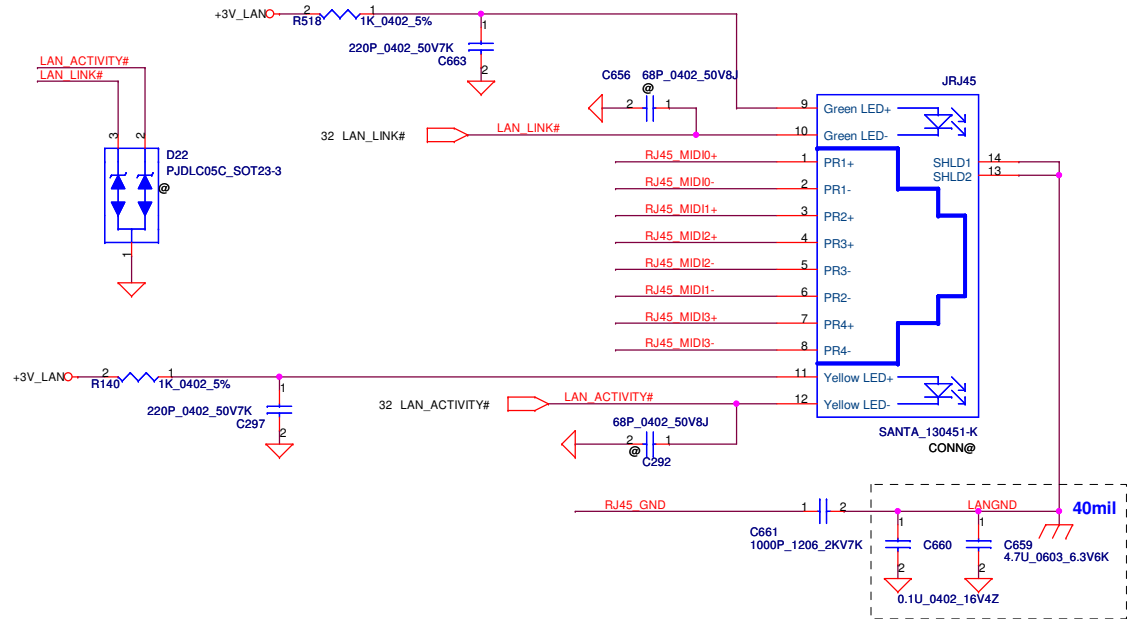 +3V_LAN
2
1
R518
1K_0402_5%
1
220P_0402_50V7K
C663
2
LAN_ACTIVITY#
LAN_LINK#
C656 68P_0402_50V8J
@
2
1
JRJ45
32 LAN_LINK#
LAN_LINK#
9
Green LED+
10
Green LED-
3
2
D22
PJDLC05C_SOT23-3
@
1
RJ45_MIDI0+
1
PR1+
RJ45_MIDI0-
2
PR1-
RJ45_MIDI1+
3
PR2+
RJ45_MIDI2+
4
PR3+
RJ45_MIDI2-
5
PR3-
RJ45_MIDI1-
6
PR2-
RJ45_MIDI3+
7
PR4+
RJ45_MIDI3-
8
PR4-
SHLD1
14
SHLD2
13
+3V_LAN
2
1
R140
1K_0402_5%
1
220P_0402_50V7K
C297
2
11
Yellow LED+
32 LAN_ACTIVITY#
LAN_ACTIVITY#
12
Yellow LED-
68P_0402_50V8J
2
1
@
C292
SANTA_130451-K
CONN@
RJ45_GND
1
2
C661
1000P_1206_2KV7K
LANGND
40mil
1
C660
2
0.1U_0402_16V4Z
1
C659
4.7U_0603_6.3V6K
2